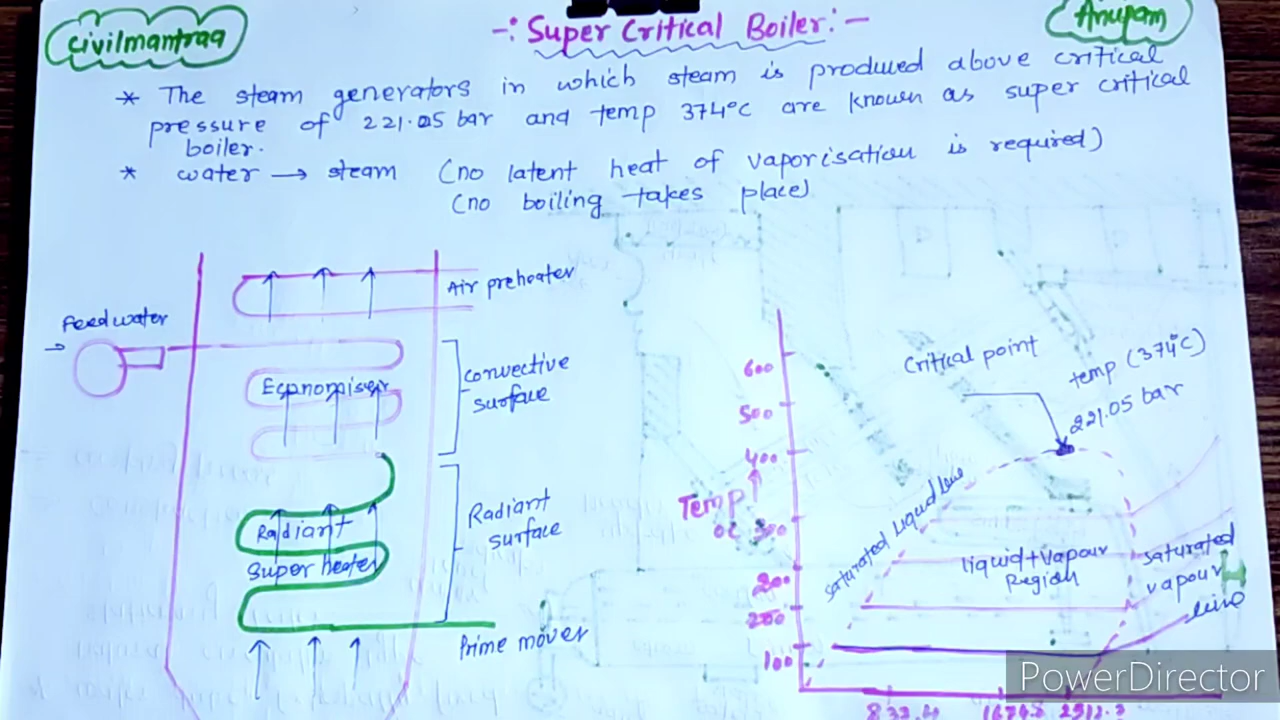 civilmantraa
-: Super Critical Boiler:-
Anupam
* The steam generators in which steam is produced above critical
pressure of 221.05 bar and temp 374°C are known as super critical
boiler.
* water → steam (no latent heat of vaporisation is required)
(no boiling takes place)
Air preheater
Feed water
Economiser
Convective
surface
Radiant
super heater
Radiant
surface
Prime mover
Critical point
temp (374°C)
221.05 bar
600
500
400
Temp
°C 300
200
200
100
saturated liquid line
liquid+vapour
Region
saturated
vapour
line
PowerDirector